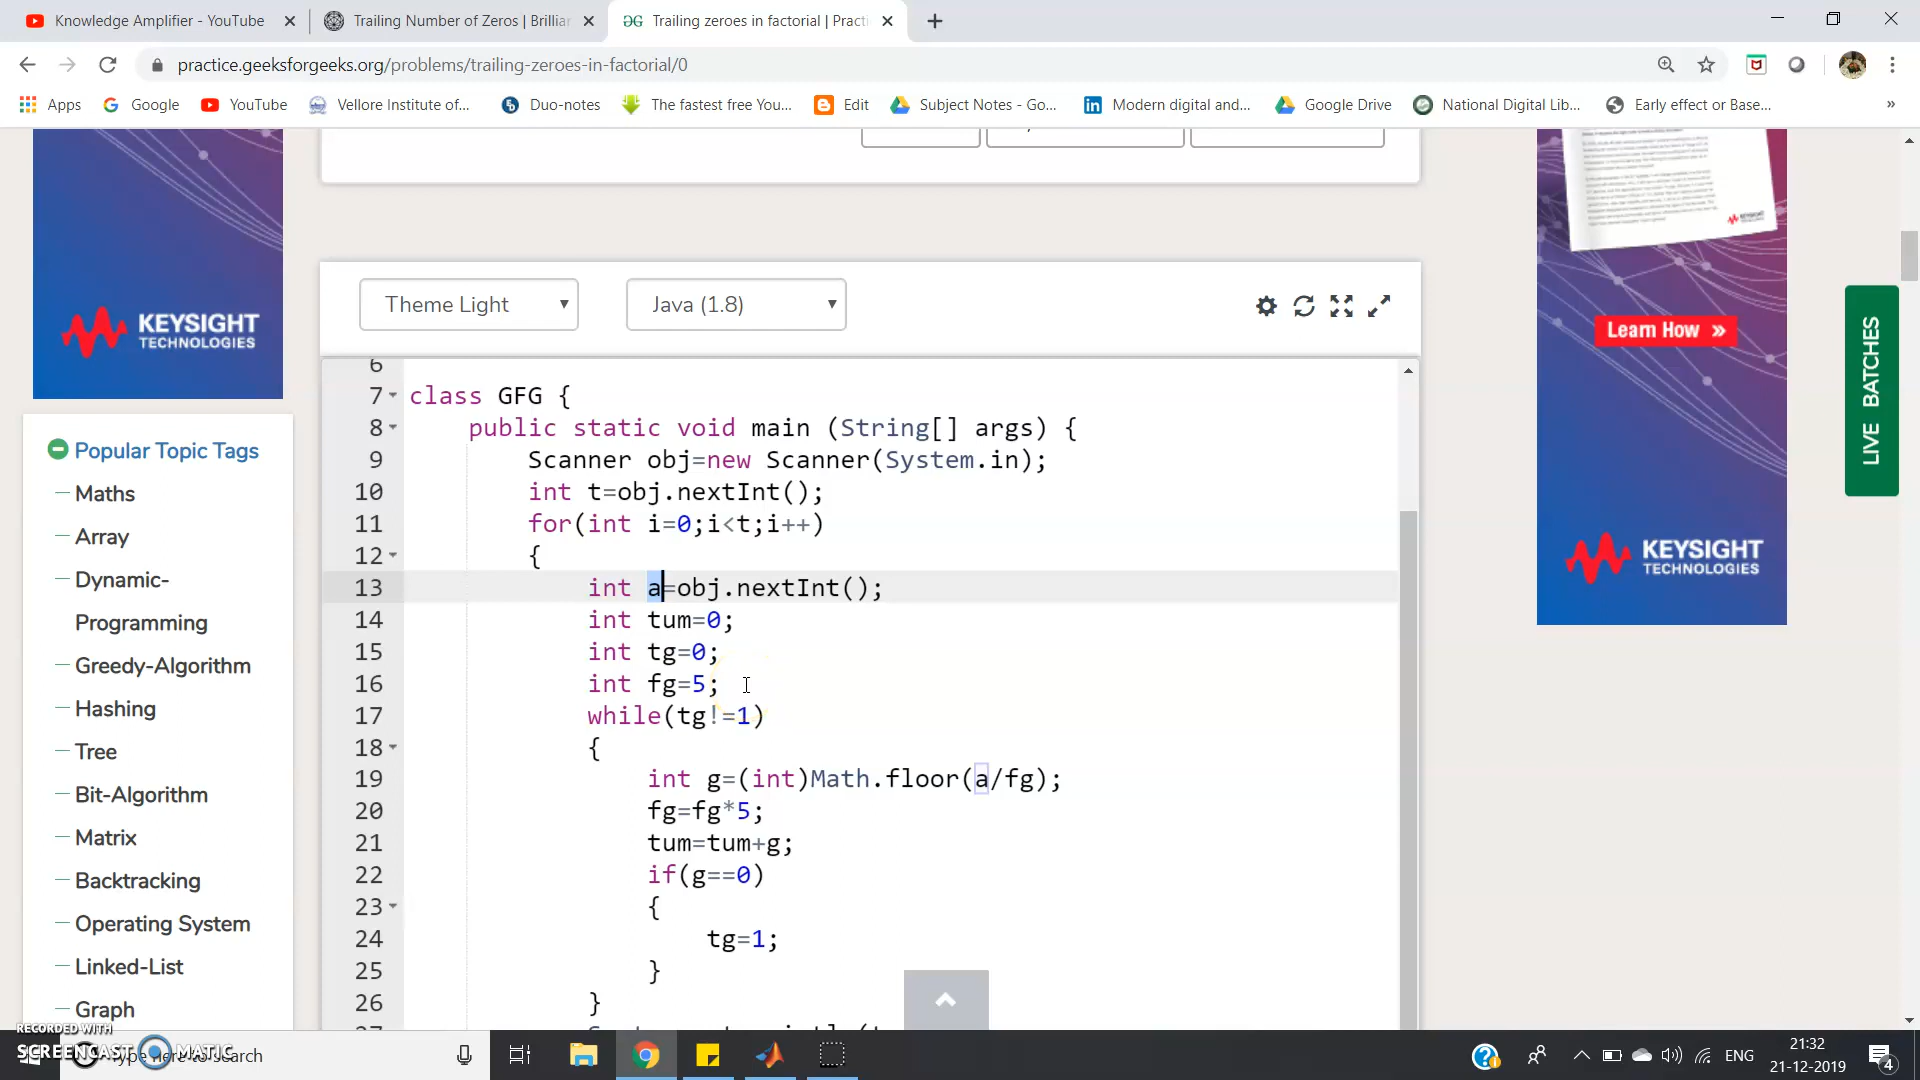 Knowledge Amplifier - YouTube
Trailing Number of Zeros | Brillian
Trailing zeroes in factorial | Practi
practice.geeksforgeeks.org/problems/trailing-zeroes-in-factorial/0
Apps
Google
YouTube
Vellore Institute of...
Duo-notes
The fastest free You...
Edit
Subject Notes - Go...
Modern digital and...
Google Drive
National Digital Lib...
Early effect or Base...
»
KEYSIGHT
TECHNOLOGIES
Theme Light
Java (1.8)
Learn How »
KEYSIGHT
TECHNOLOGIES
LIVE BATCHES
Popular Topic Tags
Maths
Array
Dynamic-
Programming
Greedy-Algorithm
Hashing
Tree
Bit-Algorithm
Matrix
Backtracking
Operating System
Linked-List
Graph
6
7 class GFG {
8 public static void main (String[] args) {
9 Scanner obj=new Scanner(System.in);
10 int t=obj.nextInt();
11 for(int i=0;i<t;i++)
12 {
13 int a=obj.nextInt();
14 int tum=0;
15 int tg=0;
16 int fg=5;
17 while(tg!=1)
18 {
19 int g=(int)Math.floor(a/fg);
20 fg=fg*5;
21 tum=tum+g;
22 if(g==0)
23 {
24 tg=1;
25 }
26 }
RECORDED WITH
SCREENCAST MATIC
Type here to search
ENG
21:32
21-12-2019
4